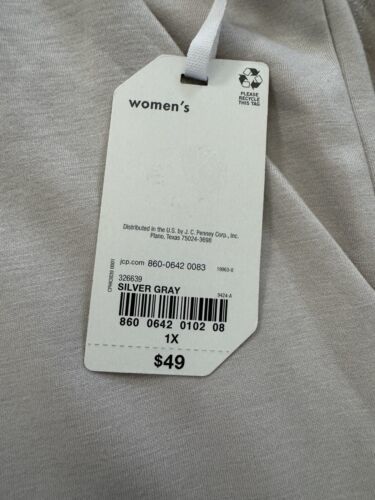 PLEASE
RECYCLE
THIS TAG
women's
Distributed in the U.S. by J. C. Penney Corp., Inc.
Plano, Texas 75024-3698
jcp.com 860-0642 0083
326639
SILVER GRAY
9424-A
860 0642 0102 08
1X
$49